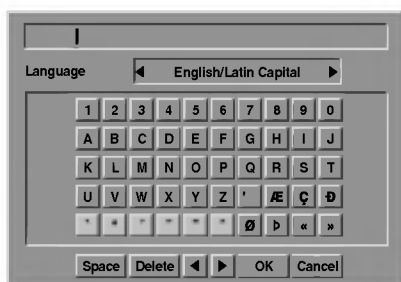 Language ◀ English/Latin Capital ▶
1 2 3 4 5 6 7 8 9 0
A B C D E F G H I J
K L M N O P Q R S T
U V W X Y Z ' Æ Ç Ð
Ø Þ « »
Space Delete ◀ ▶ OK Cancel